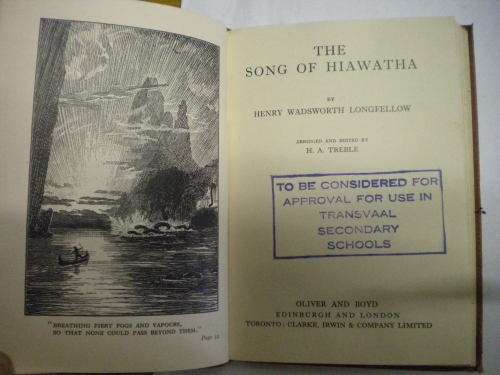 "BREATHING FIERY FOGS AND VAPOURS,
SO THAT NONE COULD PASS BEYOND THEM."
THE
SONG OF HIAWATHA
BY
HENRY WADSWORTH LONGFELLOW
ABRIDGED AND EDITED BY
H. A. TREBLE
TO BE CONSIDERED FOR
APPROVAL FOR USE IN
TRANSVAAL
SECONDARY
SCHOOLS
OLIVER AND BOYD
EDINBURGH AND LONDON
TORONTO: CLARKE, IRWIN & COMPANY LIMITED